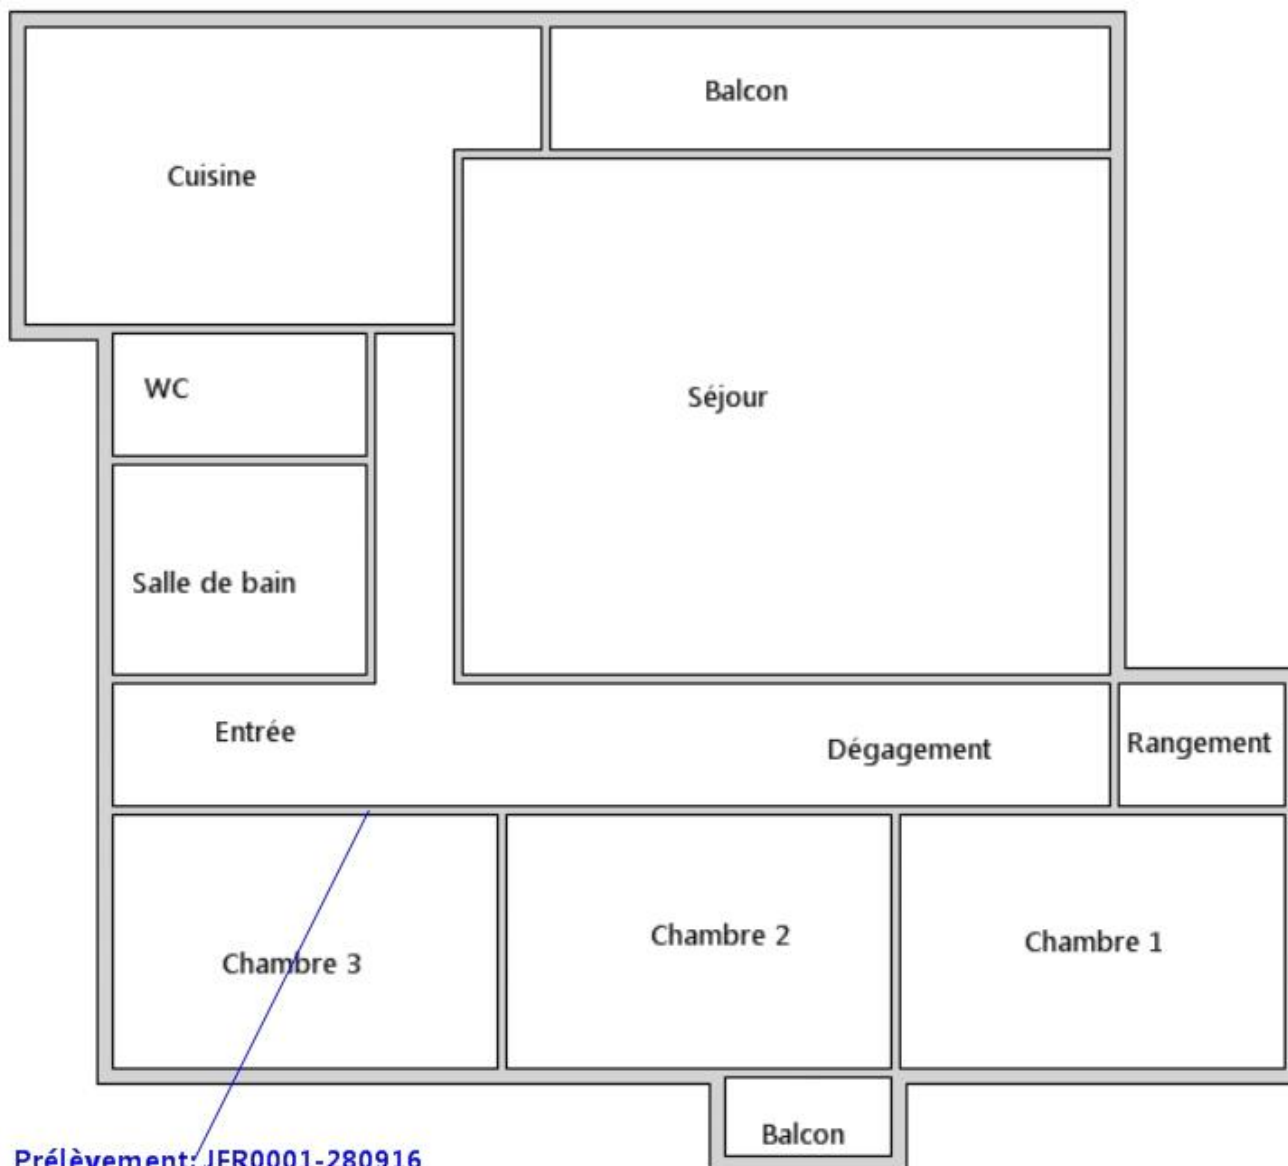 Balcon
Cuisine
WC
Séjour
Salle de bain
Entrée
Dégagement
Rangement
Chambre 3
Chambre 2
Chambre 1
Balcon
Prélèvement: JFR0001-280916